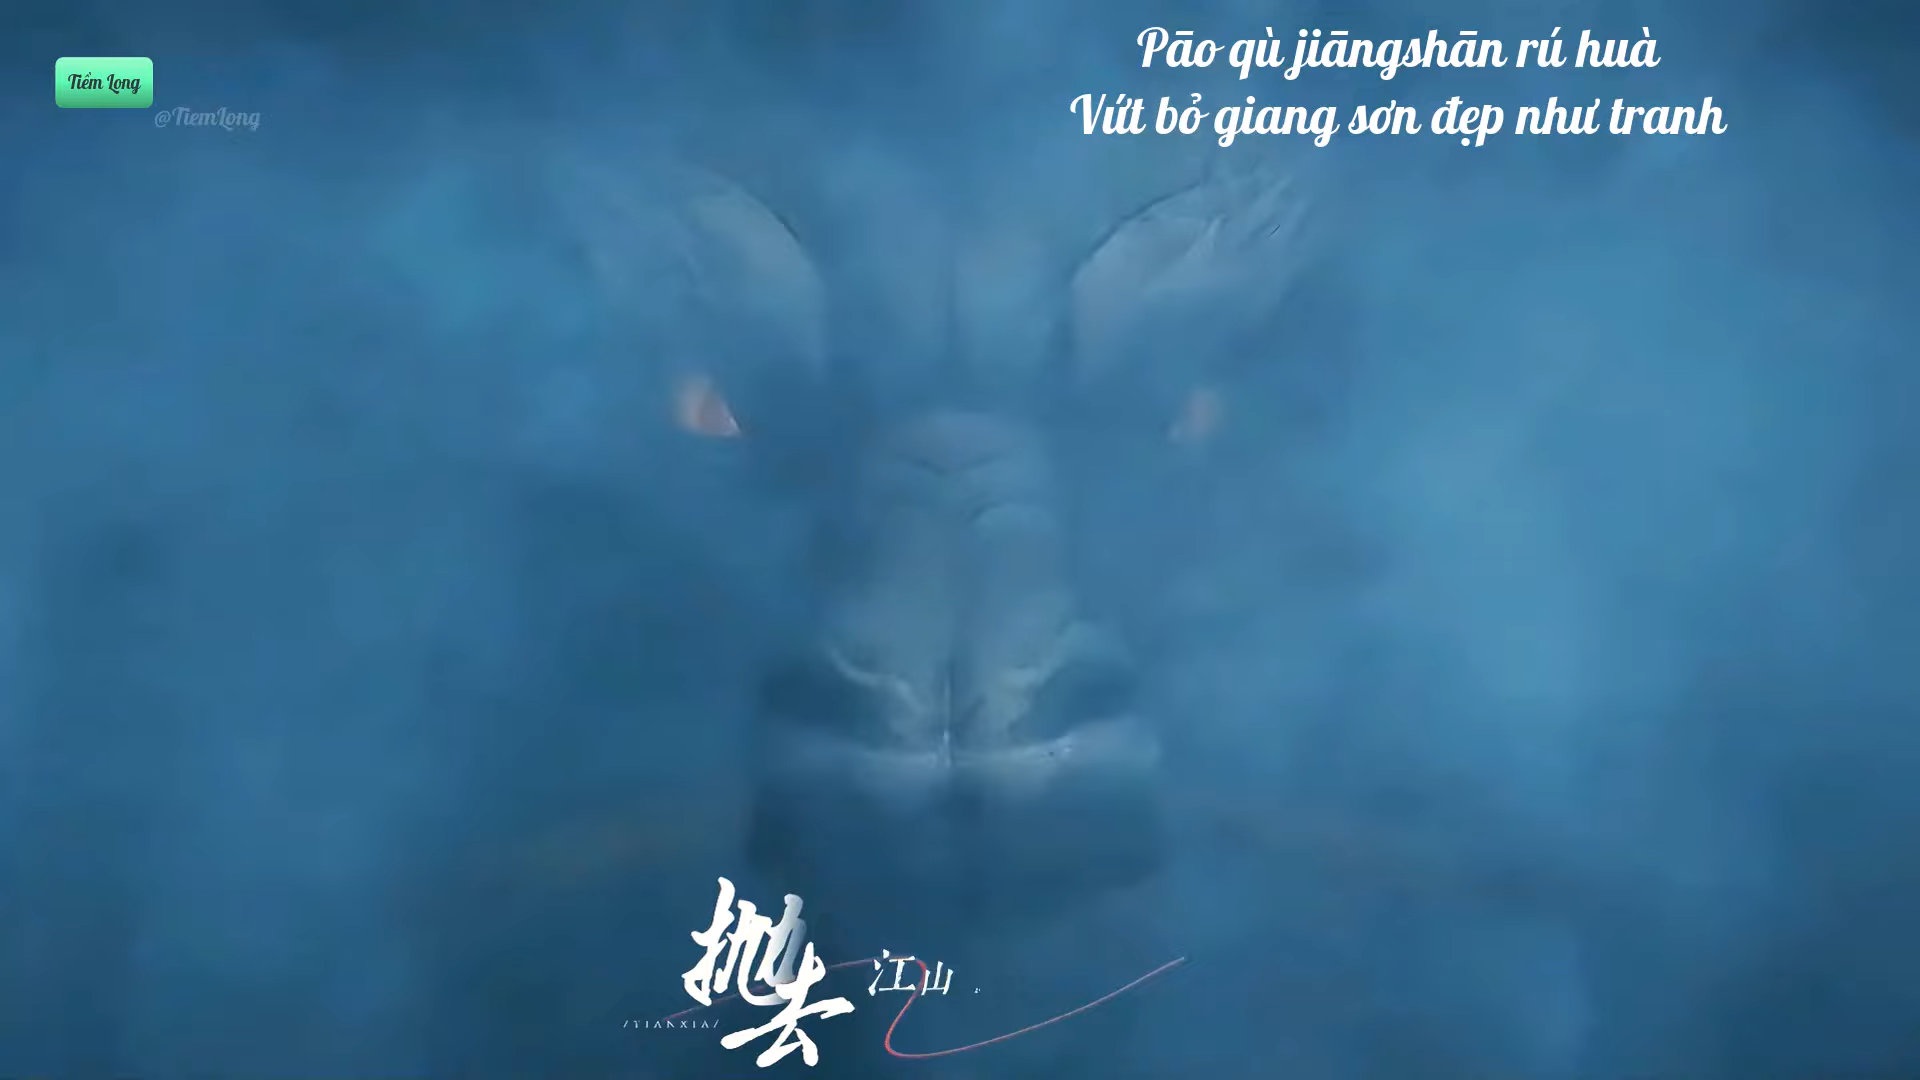 Pāo qù jiāngshān rú huà
Vứt bỏ giang sơn đẹp như tranh
Tiềm Long
@TiemLong
抛去 江山
/TIANXIA/